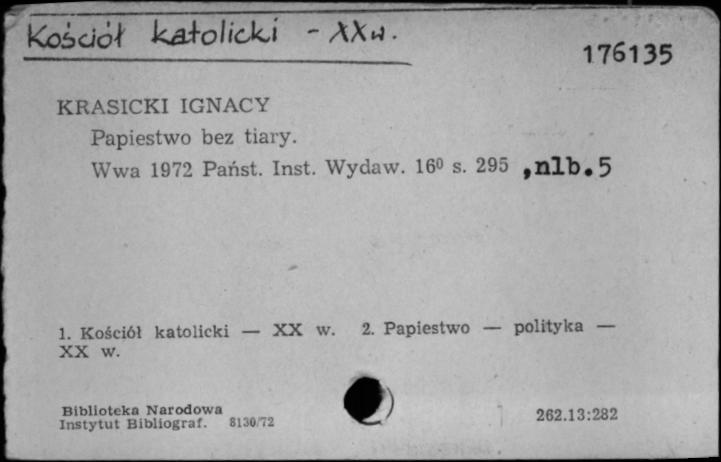 Kościół katolicki - XXw.
176135
KRASICKI IGNACY
Papiestwo bez tiary.
Wwa 1972 Państ. Inst. Wydaw. 16⁰ s. 295 ,nlb.5
1. Kościół katolicki — XX w. 2. Papiestwo — polityka —
XX w.
Biblioteka Narodowa
Instytut Bibliograf. 8130/72
262.13:282